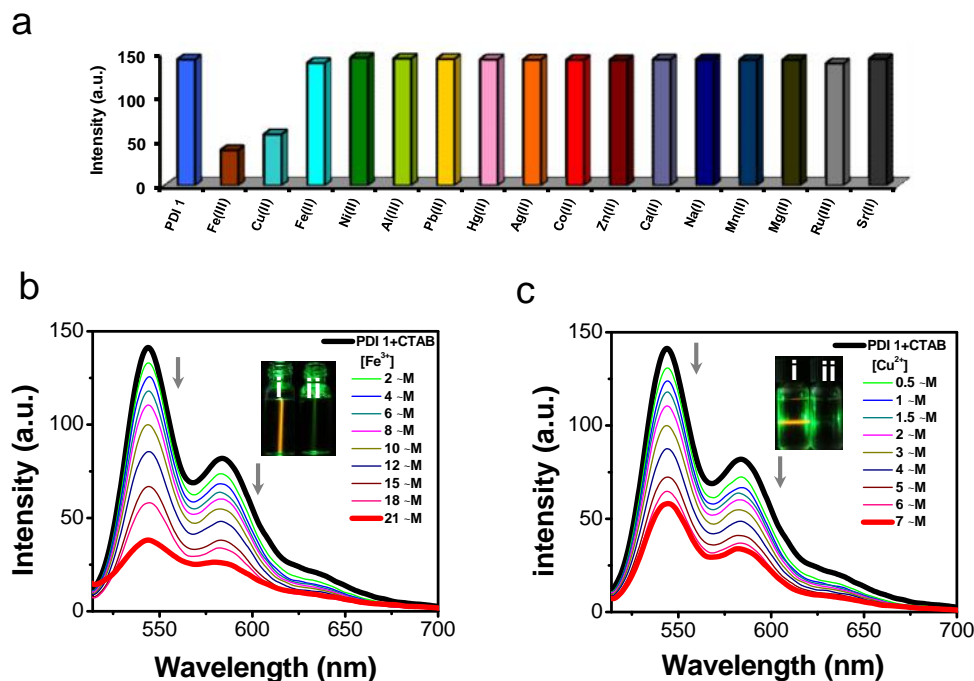 a
Intensity (a.u.)
150
100
50
0
PDI 1
Fe(III)
Cu(II)
Fe(II)
Ni(II)
Al(III)
Pb(II)
Hg(II)
Ag(II)
Co(II)
Zn(II)
Ca(II)
Na(I)
Mn(II)
Mg(II)
Ru(III)
Sr(II)
b
Intensity (a.u.)
150
100
50
0
550 600 650 700
Wavelength (nm)
PDI 1+CTAB
[Fe³⁺]
2 ~M
4 ~M
6 ~M
8 ~M
10 ~M
12 ~M
15 ~M
18 ~M
21 ~M
i ii
c
intensity (a.u.)
150
100
50
0
550 600 650 700
Wavelength (nm)
PDI 1+CTAB
[Cu²⁺]
0.5 ~M
1 ~M
1.5 ~M
2 ~M
3 ~M
4 ~M
5 ~M
6 ~M
7 ~M
i ii